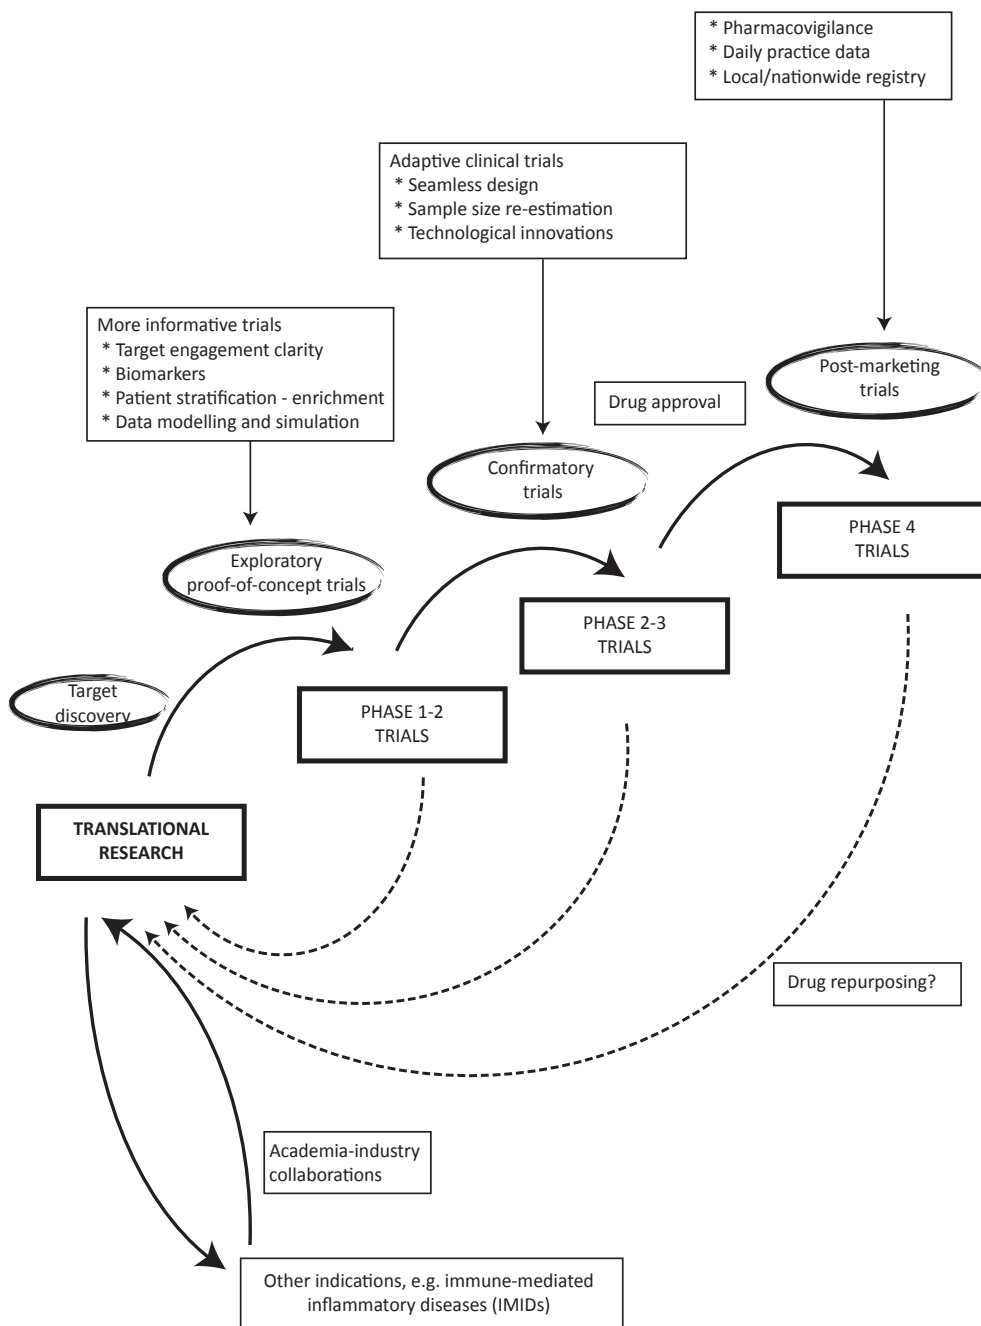 * Pharmacovigilance
* Daily practice data
* Local/nationwide registry
Adaptive clinical trials
* Seamless design
* Sample size re-estimation
* Technological innovations
More informative trials
* Target engagement clarity
* Biomarkers
* Patient stratification - enrichment
* Data modelling and simulation
Post-marketing
trials
Drug approval
Confirmatory
trials
PHASE 4
TRIALS
Exploratory
proof-of-concept trials
PHASE 2-3
TRIALS
Target
discovery
PHASE 1-2
TRIALS
TRANSLATIONAL
RESEARCH
Drug repurposing?
Academia-industry
collaborations
Other indications, e.g. immune-mediated
inflammatory diseases (IMIDs)